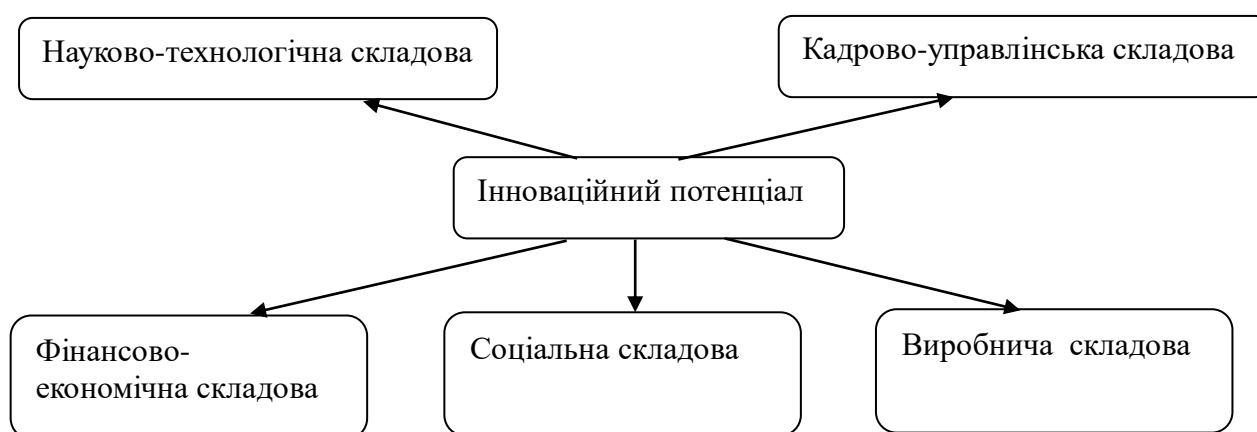 Науково-технологічна складова
Кадрово-управлінська складова
Інноваційний потенціал
Фінансово-
економічна складова
Соціальна складова
Виробнича складова